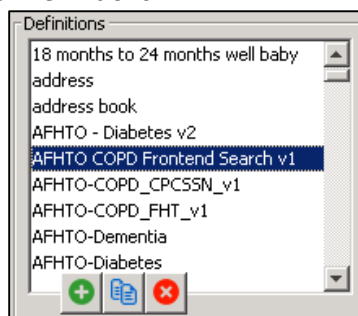 Definitions
18 months to 24 months well baby
address
address book
AFHTO - Diabetes v2
AFHTO COPD Frontend Search v1
AFHTO-COPD_CPCSSN_v1
AFHTO-COPD_FHT_v1
AFHTO-Dementia
AFHTO-Diabetes